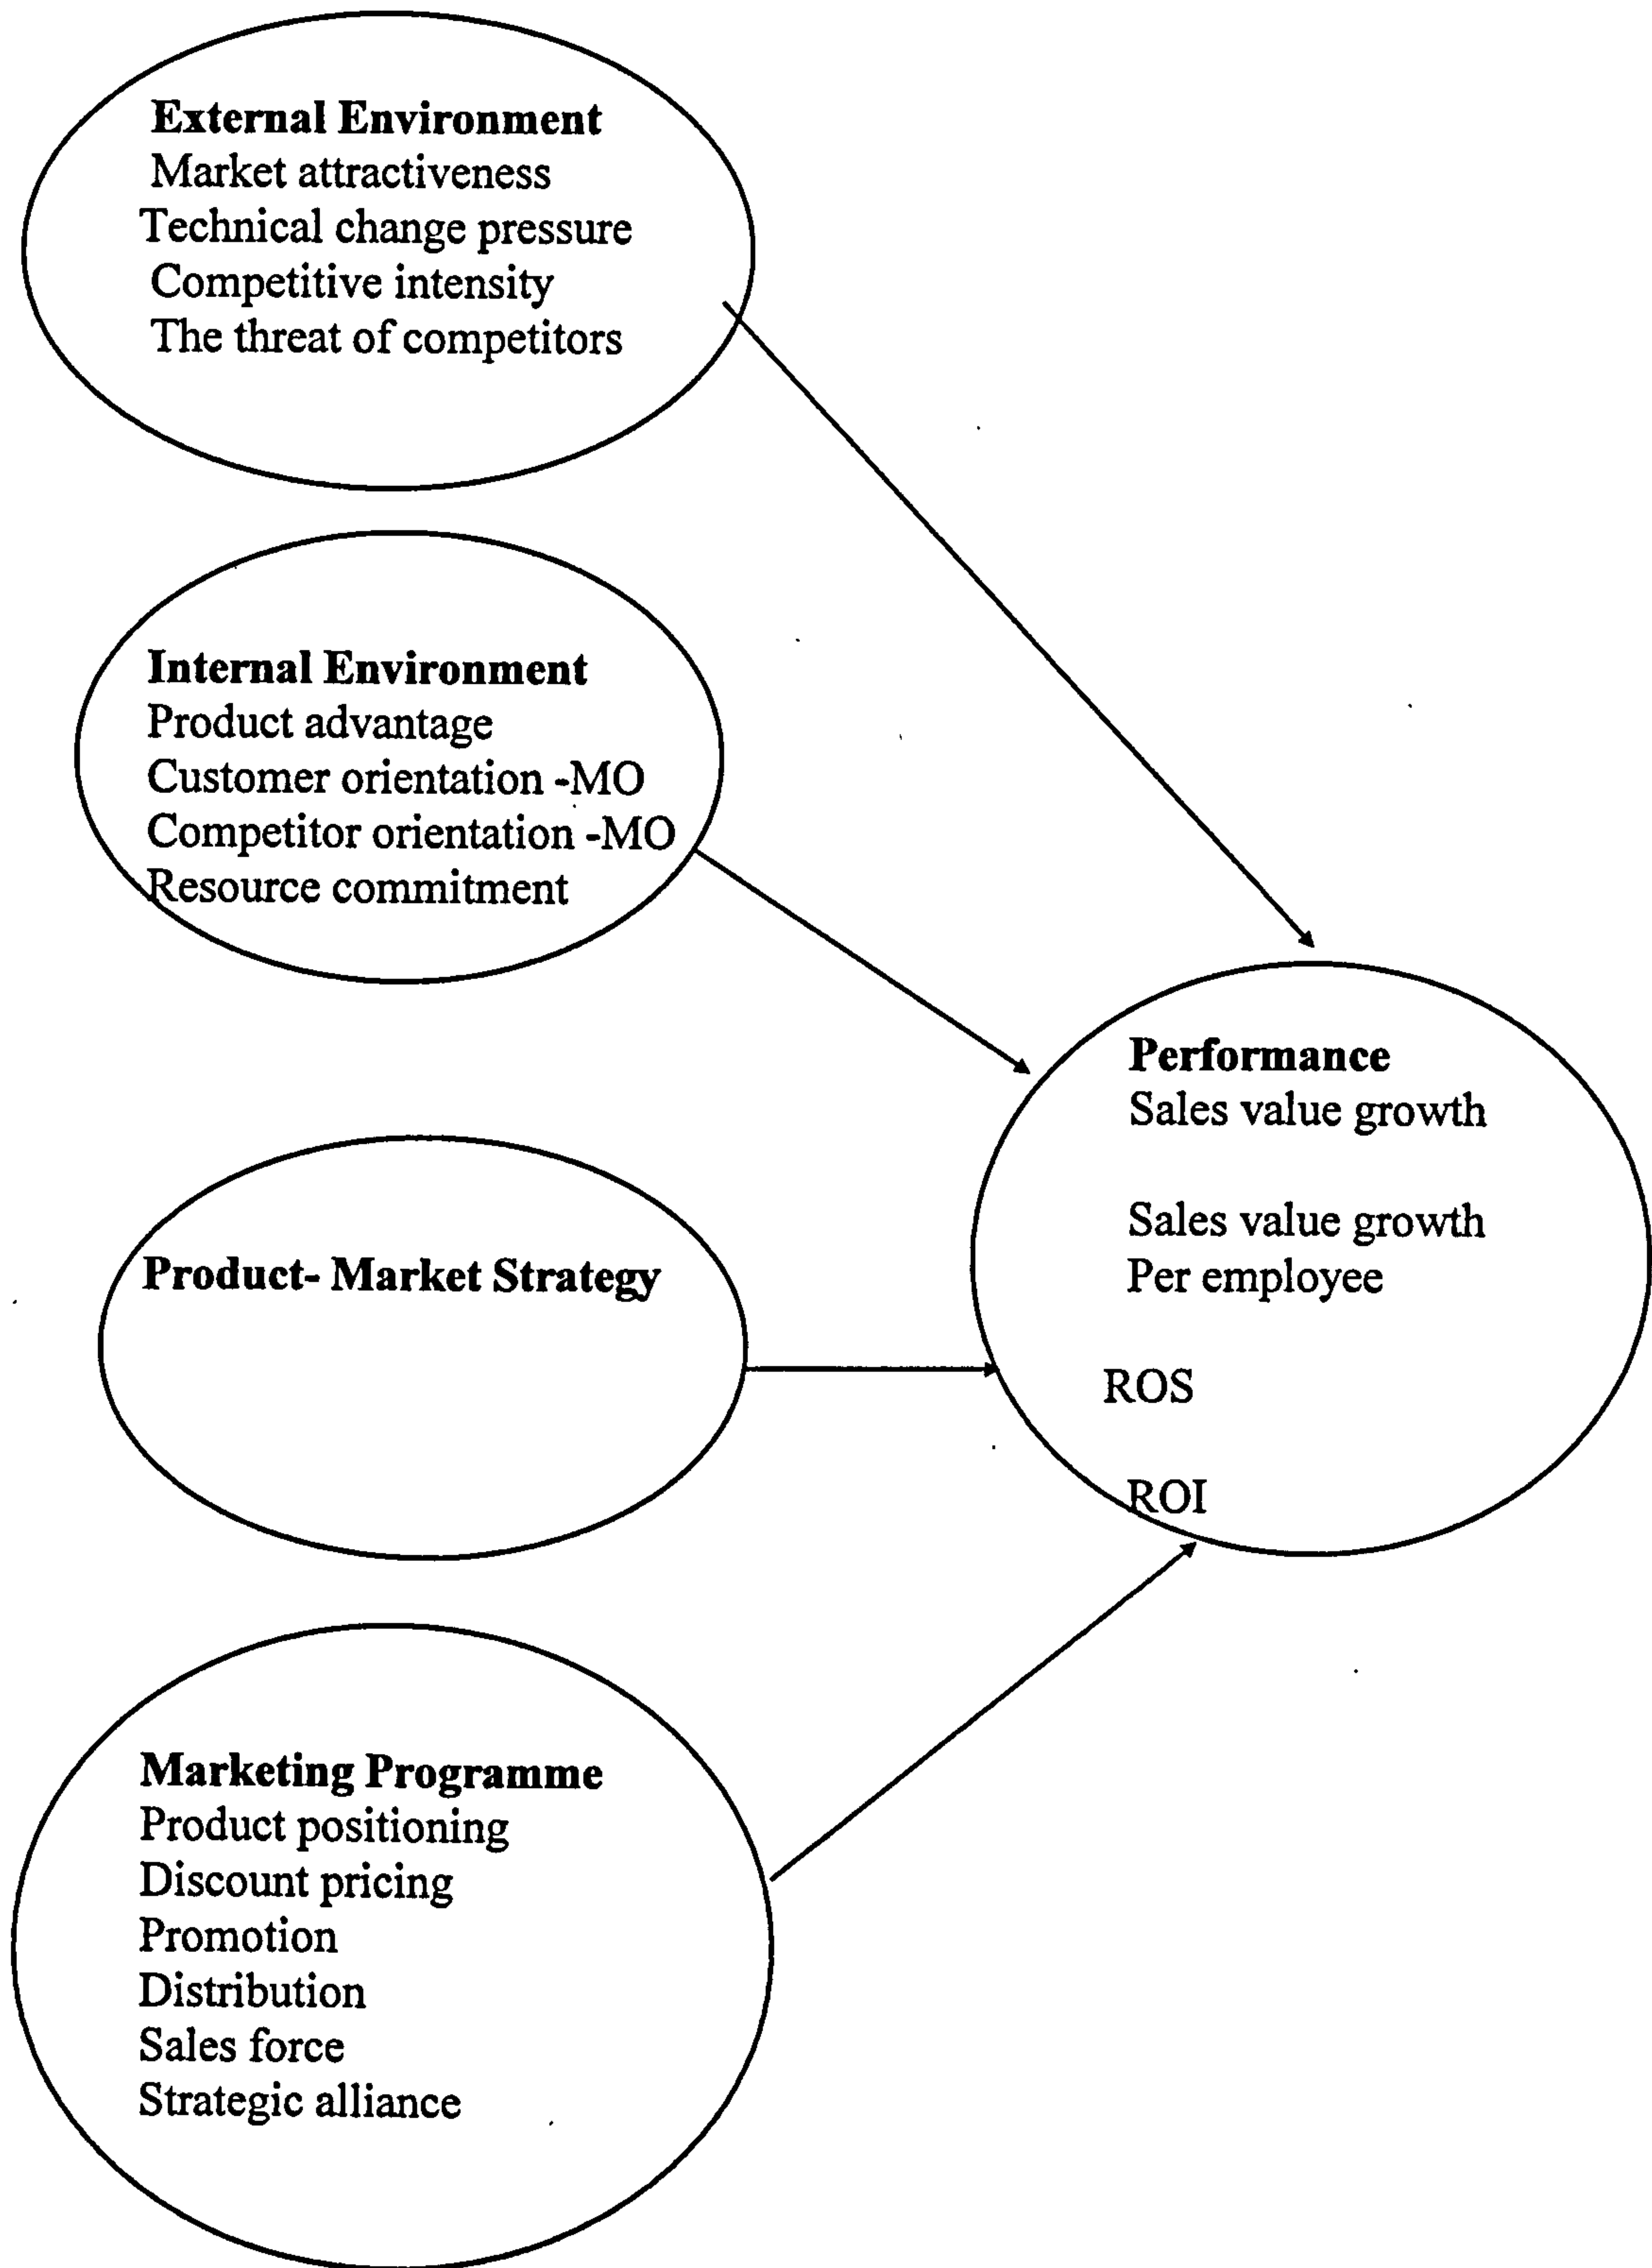 External Environment
Market attractiveness
Technical change pressure
Competitive intensity
The threat of competitors
Internal Environment
Product advantage
Customer orientation -MO
Competitor orientation -MO
Resource commitment
Performance
Sales value growth
Sales value growth
Per employee
ROS
ROI
Product- Market Strategy
Marketing Programme
Product positioning
Discount pricing
Promotion
Distribution
Sales force
Strategic alliance